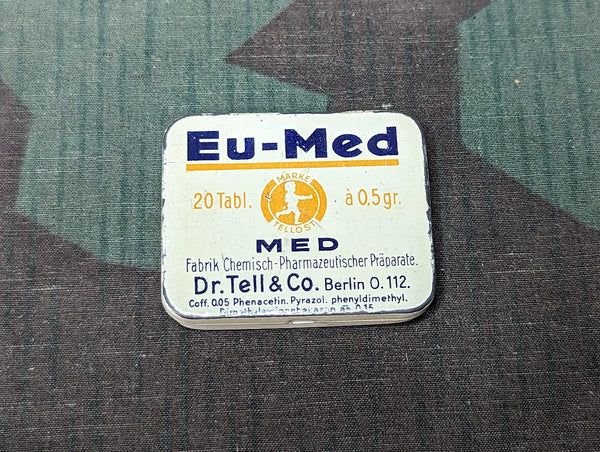 Eu-Med
20 Tabl.
MARKE
TELLOST
à 0,5 gr.
MED
Fabrik Chemisch-Pharmazeutischer Präparate.
Dr. Tell & Co. Berlin O. 112.
Coff. 0.05 Phenacetin. Pyrazol. phenyldimethyl.